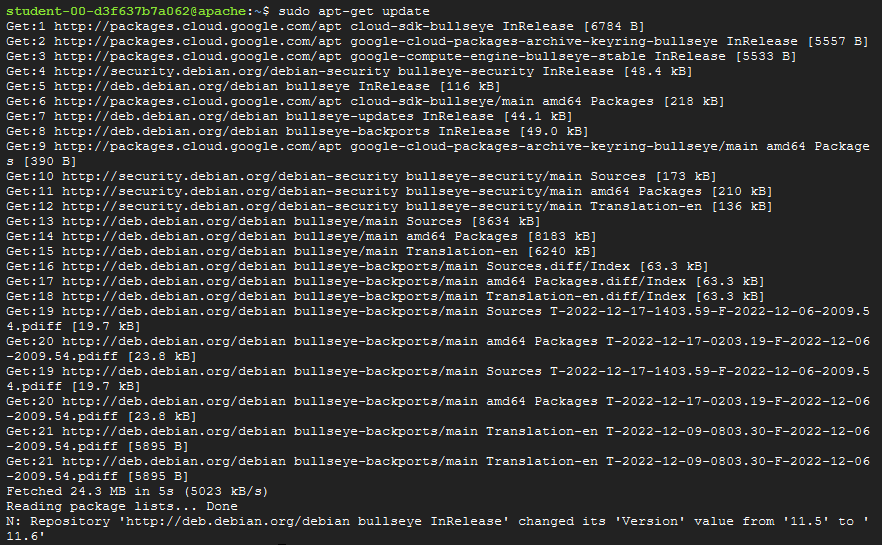 student-00-d3f637b7a062@apache:~$ sudo apt-get update
Get:1 http://packages.cloud.google.com/apt cloud-sdk-bullseye InRelease [6784 B]
Get:2 http://packages.cloud.google.com/apt google-cloud-packages-archive-keyring-bullseye InRelease [5557 B]
Get:3 http://packages.cloud.google.com/apt google-compute-engine-bullseye-stable InRelease [5533 B]
Get:4 http://security.debian.org/debian-security bullseye-security InRelease [48.4 kB]
Get:5 http://deb.debian.org/debian bullseye InRelease [116 kB]
Get:6 http://packages.cloud.google.com/apt cloud-sdk-bullseye/main amd64 Packages [218 kB]
Get:7 http://deb.debian.org/debian bullseye-updates InRelease [44.1 kB]
Get:8 http://deb.debian.org/debian bullseye-backports InRelease [49.0 kB]
Get:9 http://packages.cloud.google.com/apt google-cloud-packages-archive-keyring-bullseye/main amd64 Package
s [390 B]
Get:10 http://security.debian.org/debian-security bullseye-security/main Sources [173 kB]
Get:11 http://security.debian.org/debian-security bullseye-security/main amd64 Packages [210 kB]
Get:12 http://security.debian.org/debian-security bullseye-security/main Translation-en [136 kB]
Get:13 http://deb.debian.org/debian bullseye/main Sources [8634 kB]
Get:14 http://deb.debian.org/debian bullseye/main amd64 Packages [8183 kB]
Get:15 http://deb.debian.org/debian bullseye/main Translation-en [6240 kB]
Get:16 http://deb.debian.org/debian bullseye-backports/main Sources.diff/Index [63.3 kB]
Get:17 http://deb.debian.org/debian bullseye-backports/main amd64 Packages.diff/Index [63.3 kB]
Get:18 http://deb.debian.org/debian bullseye-backports/main Translation-en.diff/Index [63.3 kB]
Get:19 http://deb.debian.org/debian bullseye-backports/main Sources T-2022-12-17-1403.59-F-2022-12-06-2009.5
4.pdiff [19.7 kB]
Get:20 http://deb.debian.org/debian bullseye-backports/main amd64 Packages T-2022-12-17-0203.19-F-2022-12-06
-2009.54.pdiff [23.8 kB]
Get:19 http://deb.debian.org/debian bullseye-backports/main Sources T-2022-12-17-1403.59-F-2022-12-06-2009.5
4.pdiff [19.7 kB]
Get:20 http://deb.debian.org/debian bullseye-backports/main amd64 Packages T-2022-12-17-0203.19-F-2022-12-06
-2009.54.pdiff [23.8 kB]
Get:21 http://deb.debian.org/debian bullseye-backports/main Translation-en T-2022-12-09-0803.30-F-2022-12-06
-2009.54.pdiff [5895 B]
Get:21 http://deb.debian.org/debian bullseye-backports/main Translation-en T-2022-12-09-0803.30-F-2022-12-06
-2009.54.pdiff [5895 B]
Fetched 24.3 MB in 5s (5023 kB/s)
Reading package lists... Done
N: Repository 'http://deb.debian.org/debian bullseye InRelease' changed its 'Version' value from '11.5' to '
11.6'